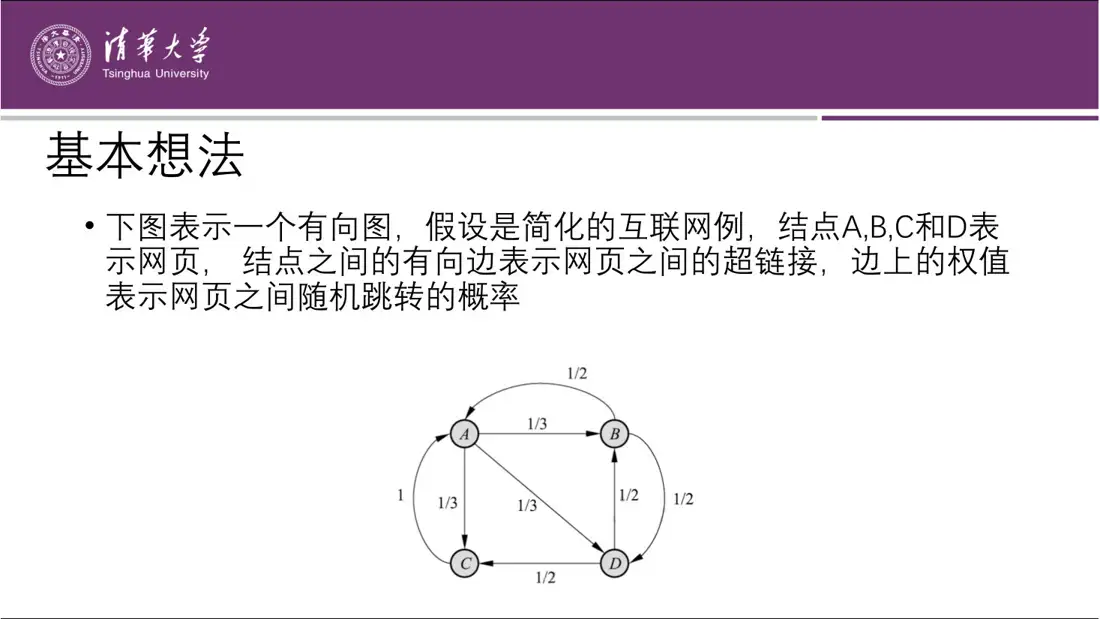 清华大学
Tsinghua University
基本想法
• 下图表示一个有向图，假设是简化的互联网例，结点A,B,C和D表
示网页， 结点之间的有向边表示网页之间的超链接，边上的权值
表示网页之间随机跳转的概率
1/2
A
1/3
B
1
1/3
1/3
1/2
1/2
C
1/2
D